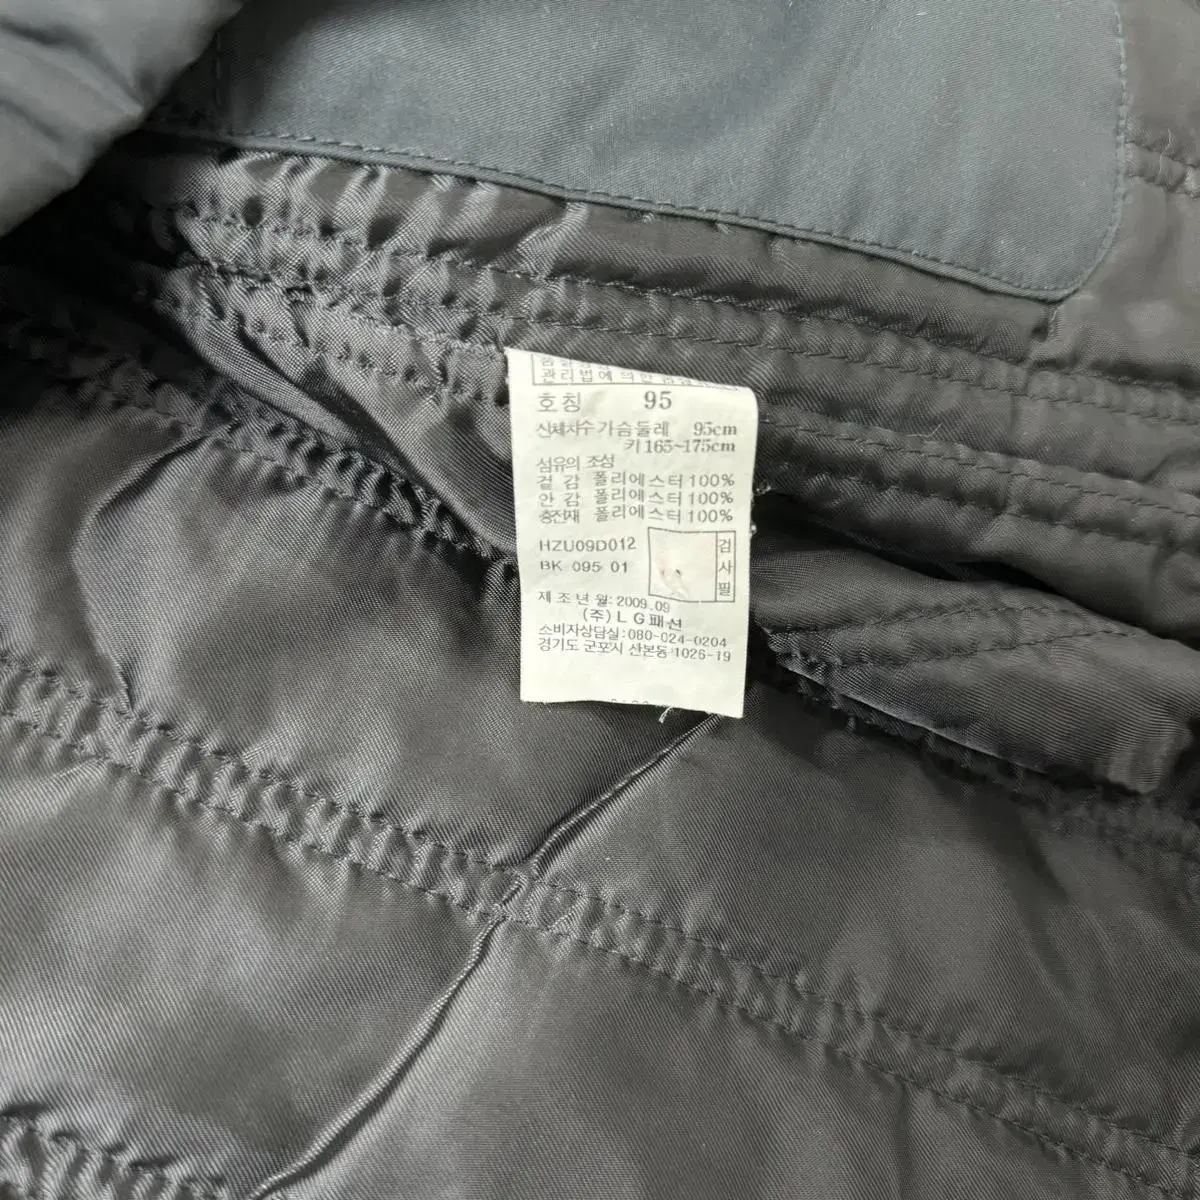 관리법에 의한
호칭 95
신체치수 가슴둘레 95cm
키 165~175cm
섬유의 조성
겉 감 폴리에스터 100%
안 감 폴리에스터 100%
충전재 폴리에스터 100%
HZU09D012
BK 095 01
검사필
제 조 년 월: 2009.09
(주) L G 패션
소비자상담실:080-024-0204
경기도 군포시 산본동 1026-19